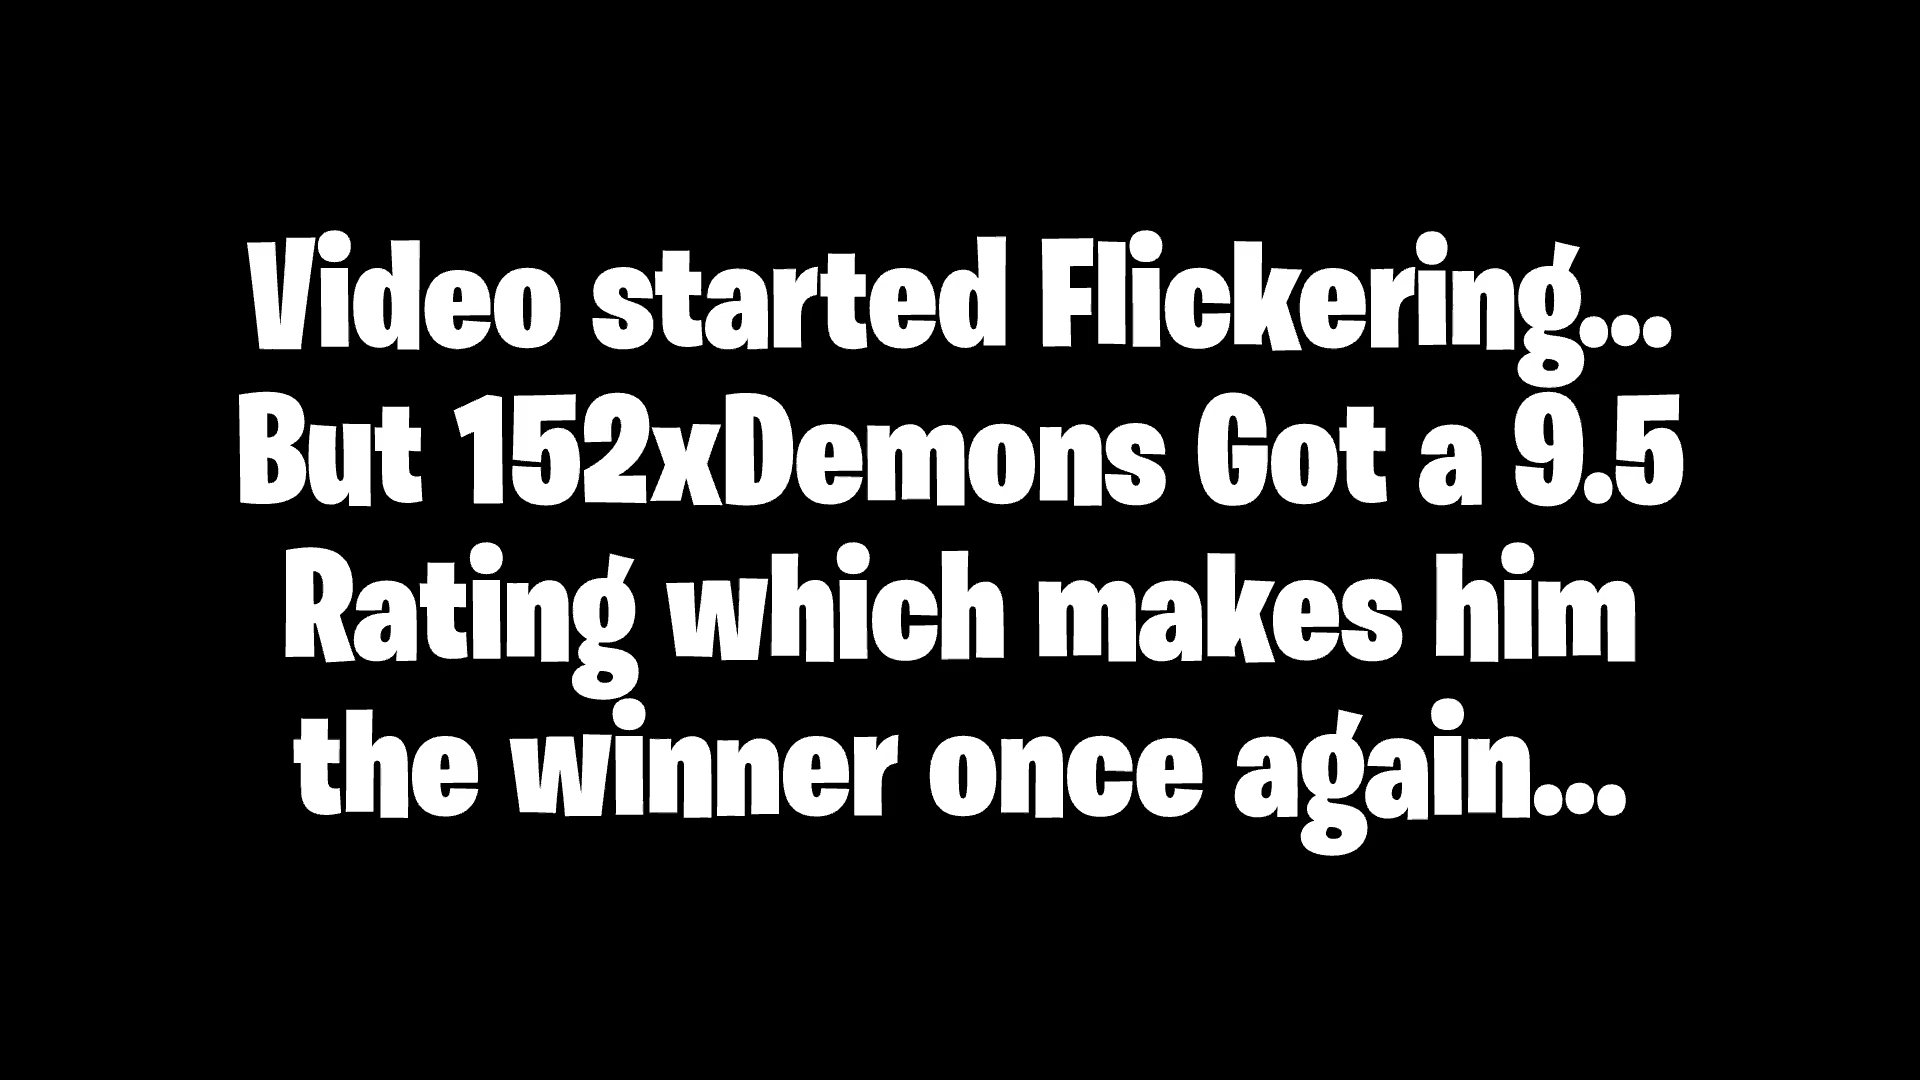 Video started Flickering...
But 152xDemons Got a 9.5
Rating which makes him
the winner once again...